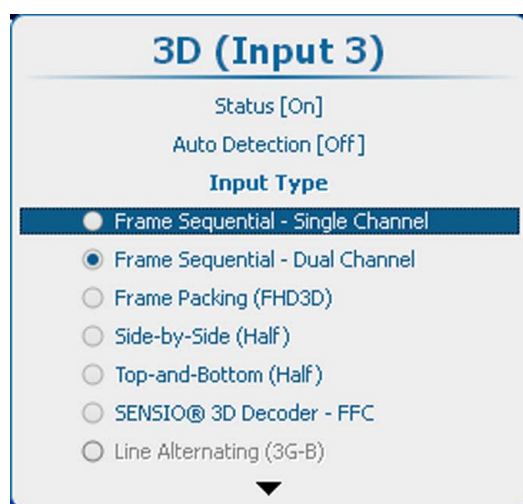 3D (Input 3)
Status [On]
Auto Detection [Off]
Input Type
Frame Sequential - Single Channel
Frame Sequential - Dual Channel
Frame Packing (FHD3D)
Side-by-Side (Half)
Top-and-Bottom (Half)
SENSIO® 3D Decoder - FFC
Line Alternating (3G-B)